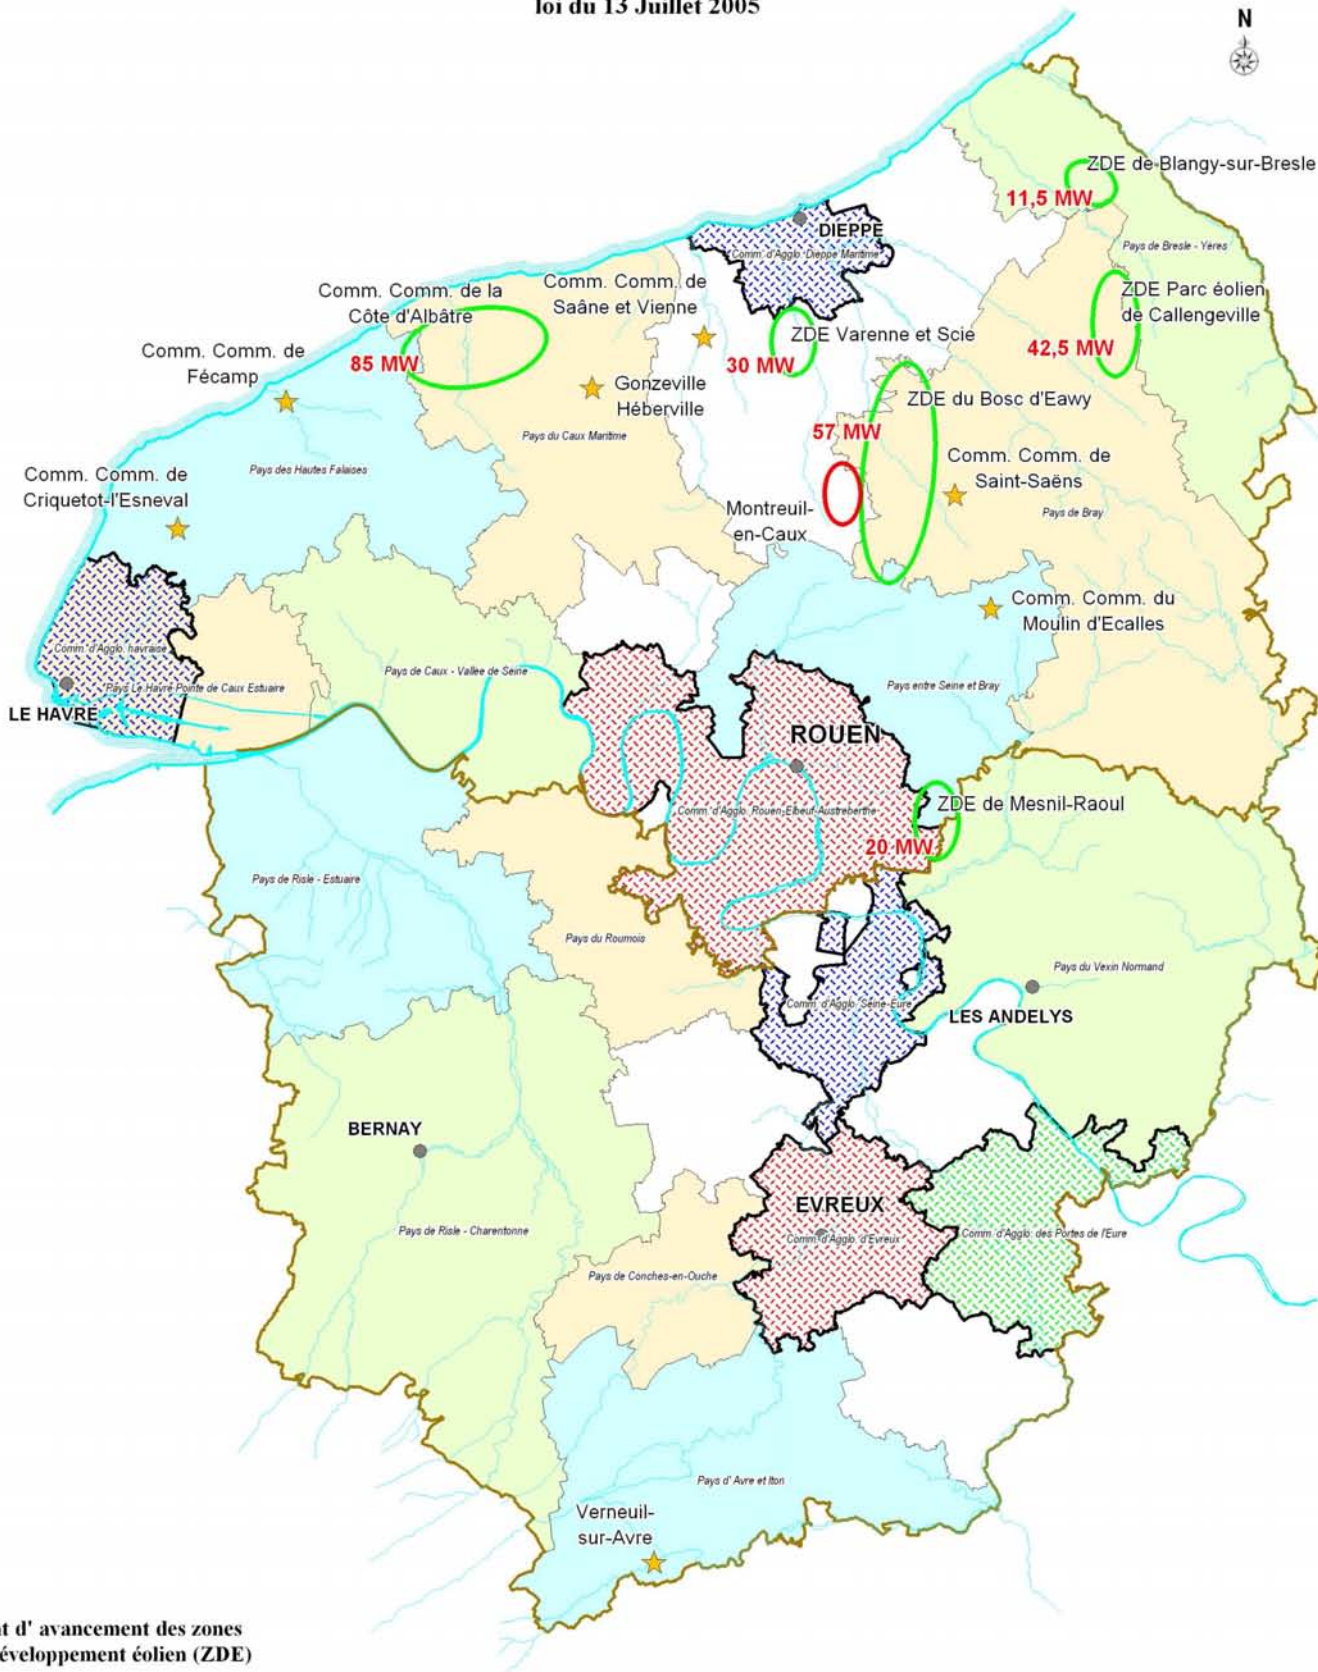 loi du 13 Juillet 2005
N
ZDE de Blangy-sur-Bresle
11,5 MW
DIEPPE
Comm. d'Agglo. Dieppe Maritime
Pays de Bresle - Yères
Comm. Comm. de la
Côte d'Albâtre
Comm. Comm. de
Saâne et Vienne
ZDE Parc éolien
de Callengeville
85 MW
30 MW
ZDE Varenne et Scie
42,5 MW
Comm. Comm. de
Fécamp
Gonzeville
Héberville
ZDE du Bosc d'Eawy
57 MW
Pays du Caux Maritime
Pays des Hautes Falaises
Comm. Comm. de
Saint-Saëns
Comm. Comm. de
Criquetot-l'Esneval
Montreuil-
en-Caux
Pays de Bray
Comm. Comm. du
Moulin d'Ecalles
Comm. d'Agglo. havraise
Pays de Caux - Vallée de Seine
Pays Le Havre Pointe de Caux Estuaire
Pays entre Seine et Bray
LE HAVRE
ROUEN
Comm. d'Agglo. Rouen-Elbeuf-Austreberthe
ZDE de Mesnil-Raoul
20 MW
Pays de Risle - Estuaire
Pays du Roumois
Pays du Vexin Normand
Comm. d'Agglo. Seine-Eure
LES ANDELYS
BERNAY
EVREUX
Comm. d'Agglo. d'Evreux
Comm. d'Agglo. des Portes de l'Eure
Pays de Risle - Charentonne
Pays de Conches-en-Ouche
Pays d' Avre et Iton
Verneuil-
sur-Avre
t d' avancement des zones
éveloppement éolien (ZDE)